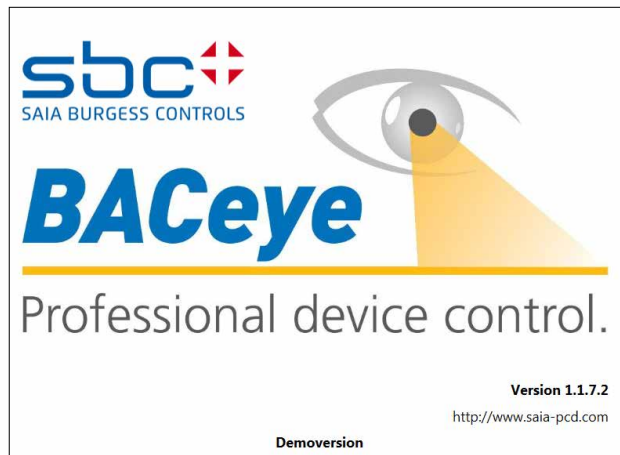 sbc
SAIA BURGESS CONTROLS
BACeye
Professional device control.
Version 1.1.7.2
http://www.saia-pcd.com
Demoversion